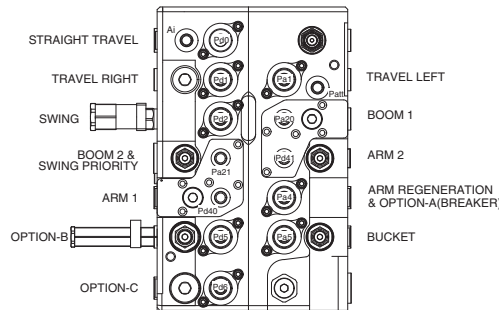 STRAIGHT TRAVEL
Ai
Pd0
TRAVEL RIGHT
Pd1
Pa1
TRAVEL LEFT
Patt
SWING
Pd2
Pa20
BOOM 1
BOOM 2 &
SWING PRIORITY
Pa21
Pd41
ARM 2
ARM 1
Pd40
Pa4
ARM REGENERATION
& OPTION-A(BREAKER)
OPTION-B
Pd5
Pa5
BUCKET
OPTION-C
Pd6